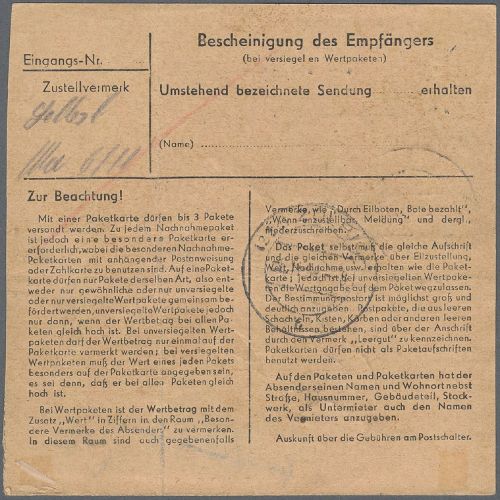 Eingangs-Nr.
Zustellvermerk
Selbst
Bescheinigung des Empfängers
(bei versiegelten Wertpaketen)
Umstehend bezeichnete Sendung erhalten
(Name)
Zur Beachtung!
Mit einer Paketkarte dürfen bis 3 Pakete
versandt werden. Zu jedem Nachnahmepaket
ist jedoch eine besondere Paketkarte er-
erforderlich, wobei die besonderen Nachnahme-
Paketkarten mit anhängender Postanweisung
oder Zahlkarte zu benutzen sind. Auf eine Paket-
karte dürfen nur Pakete derselben Art, also ent-
weder nur gewöhnliche oder nur versiegelte
oder nur unversiegelte Wertpakete gemeinsam be-
fördert werden, unversiegelte Wertpakete jedoch
nur dann, wenn der Wertbetrag bei allen Paketen
gleich hoch ist. Bei unversiegelten Wert-
paketen darf der Wertbetrag nur einmal auf der
Paketkarte vermerkt werden; bei versiegelten
Wertpaketen muß der Wert eines jeden Pakets
besonders auf der Paketkarte angegeben sein,
es sei denn, daß er bei allen Paketen gleich
hoch ist.
Bei Wertpaketen ist der Wertbetrag mit dem
Zusatz „Wert" in Ziffern in den Raum „Beson-
dere Vermerke des Absenders" zu vermerken.
In diesem Raum sind auch gegebenenfalls
Vermerke, wie „Durch Eilboten, Bote bezahlt",
„Wenn unzustellbar, Meldung" und dergl.
niederzuschreiben.
Das Paket selbst muß die gleiche Aufschrift
und die gleichen Vermerke über Eilzustellung,
Wert, Nachnahme usw. erhalten wie die Paket-
karte; jedoch ist bei unversiegelten Wertpake-
ten die Wertangabe auf dem Paket wegzulassen.
Der Bestimmungspostort ist möglichst groß und
deutlich anzugeben. Postpakete, die aus leeren
Schachteln, Kisten, Körben oder anderen leeren
Behältnissen bestehen, sind über der Anschrift
durch den Vermerk „Leergut" zu kennzeichnen.
Paketkarten dürfen nicht als Paketaufschriften
benutzt werden.
Auf den Paketen und Paketkarten hat der
Absender seinen Namen und Wohnort nebst
Straße, Hausnummer, Gebäudeteil, Stock-
werk, als Untermieter auch den Namen
des Vermieters anzugeben.
Auskunft über die Gebühren am Postschalter.